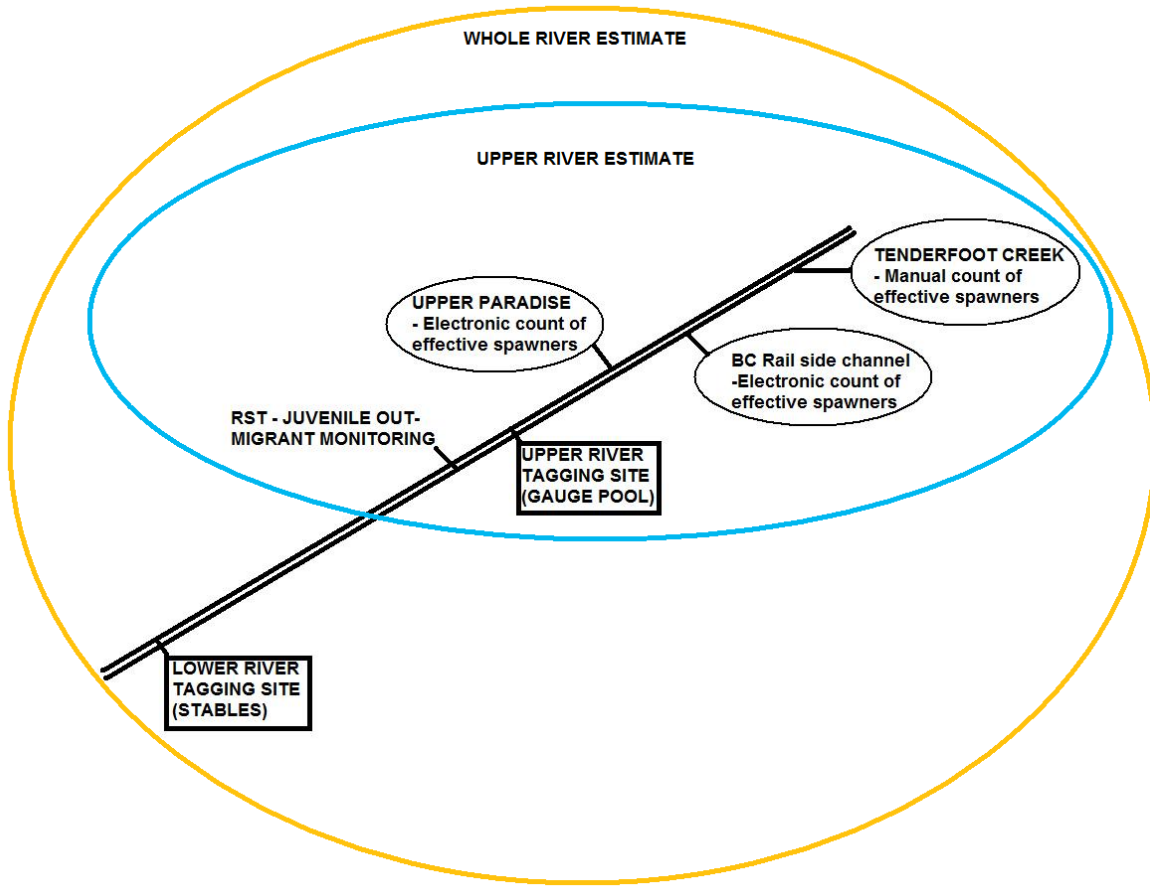 WHOLE RIVER ESTIMATE
UPPER RIVER ESTIMATE
TENDERFOOT CREEK
- Manual count of
effective spawners
UPPER PARADISE
- Electronic count of
effective spawners
BC Rail side channel
-Electronic count of
effective spawners
RST - JUVENILE OUT-
MIGRANT MONITORING
UPPER RIVER
TAGGING SITE
(GAUGE POOL)
LOWER RIVER
TAGGING SITE
(STABLES)